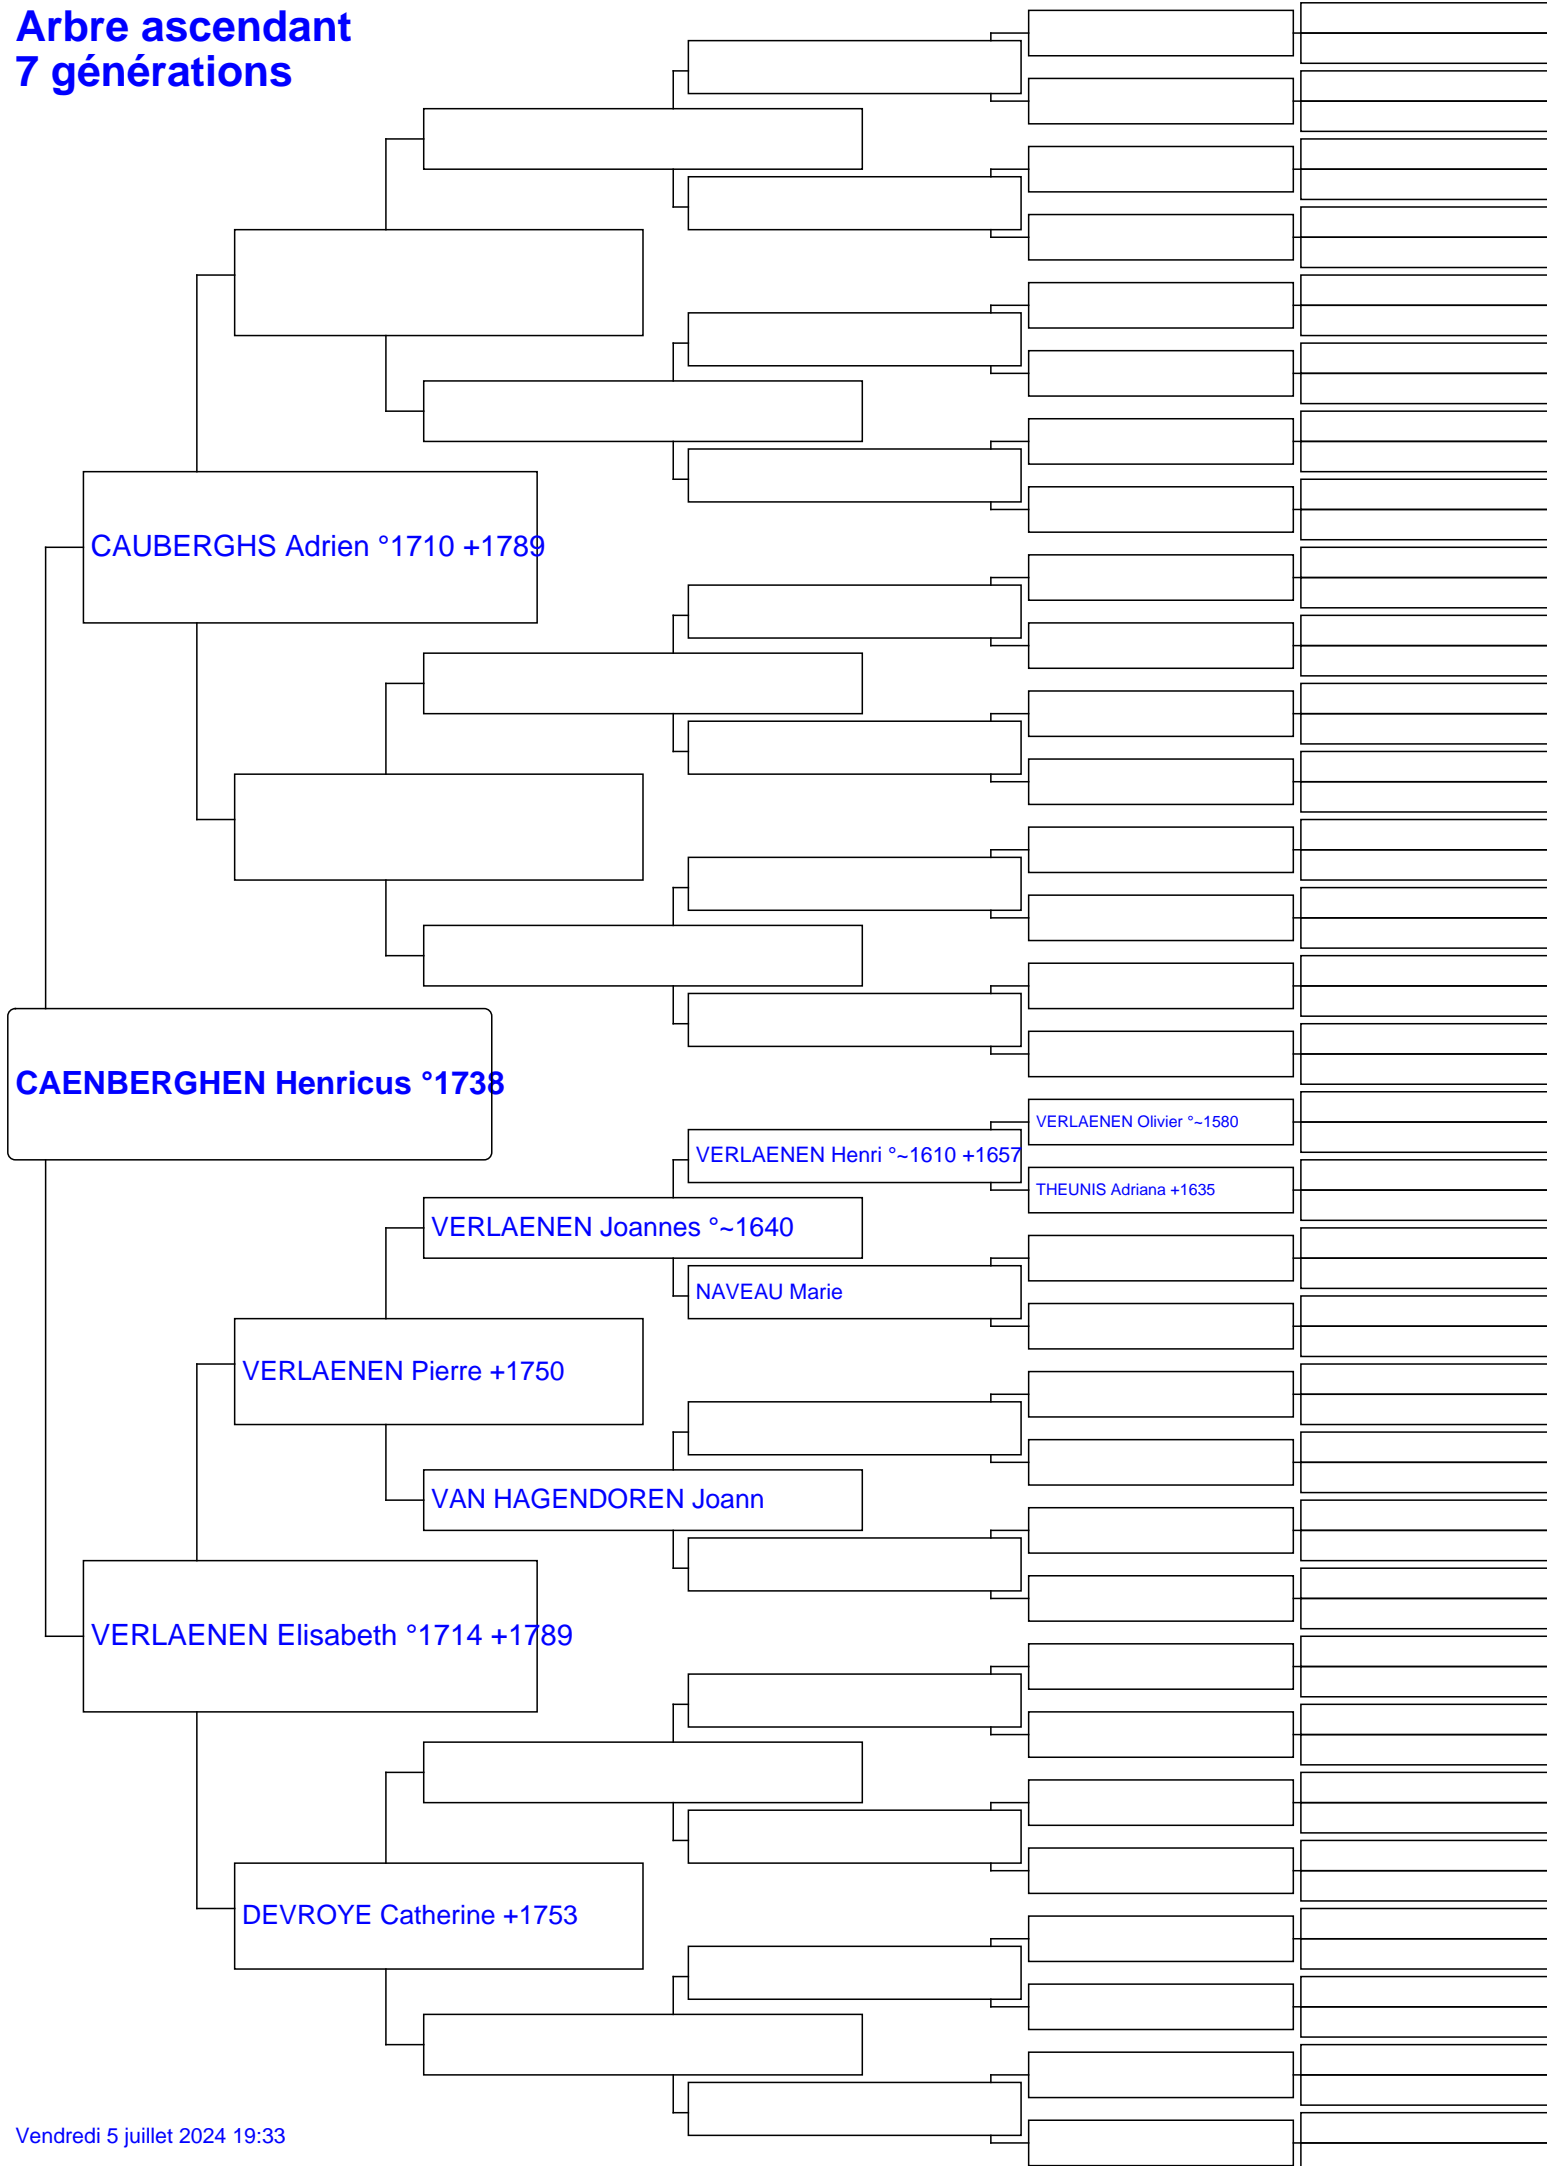 Arbre ascendant
7 générations
CAUBERGHS Adrien °1710 +1789
CAENBERGHEN Henricus °1738
VERLAENEN Olivier °~1580
VERLAENEN Henri °~1610 +1657
THEUNIS Adriana +1635
VERLAENEN Joannes °~1640
NAVEAU Marie
VERLAENEN Pierre +1750
VAN HAGENDOREN Joann
VERLAENEN Elisabeth °1714 +1789
DEVROYE Catherine +1753
Vendredi 5 juillet 2024 19:33